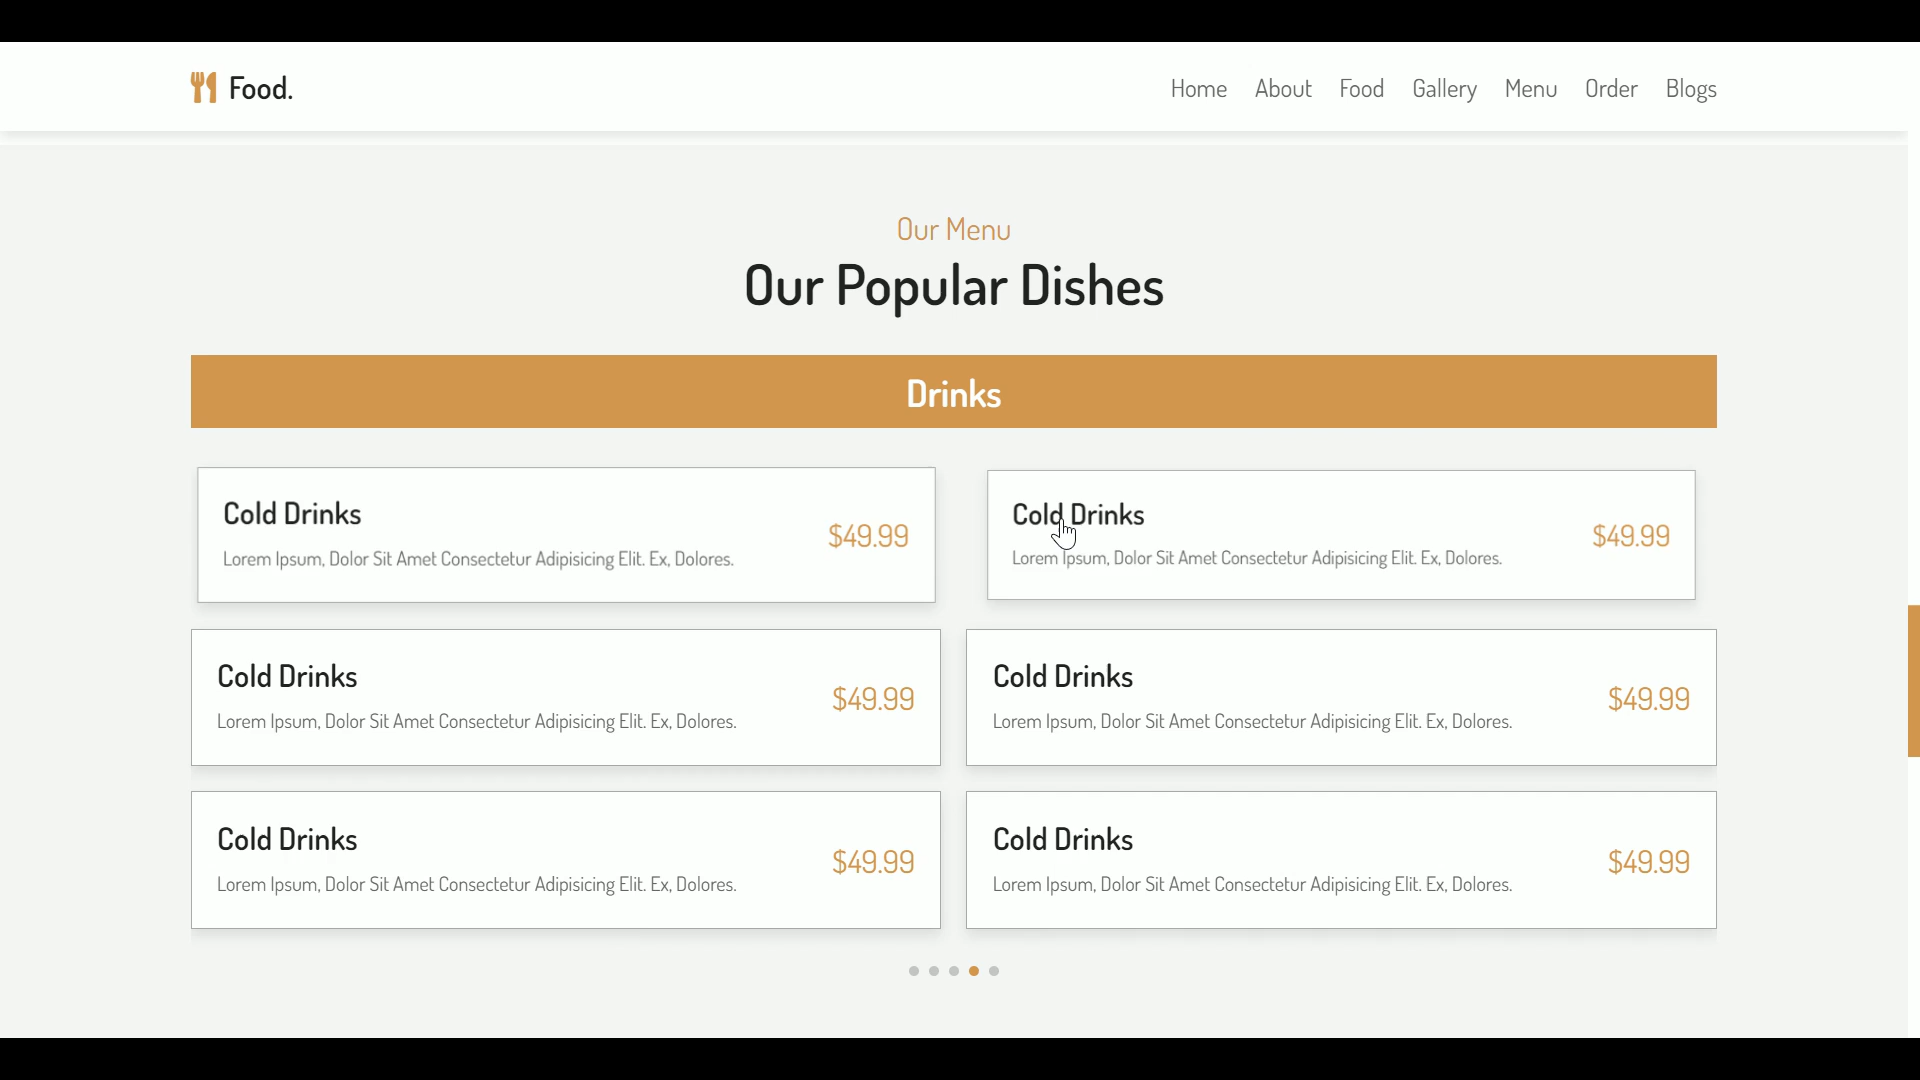 Food.
Home About Food Gallery Menu Order Blogs
Our Menu
Our Popular Dishes
Drinks
Cold Drinks
Lorem Ipsum, Dolor Sit Amet Consectetur Adipisicing Elit. Ex, Dolores.
$49.99
Cold Drinks
Lorem Ipsum, Dolor Sit Amet Consectetur Adipisicing Elit. Ex, Dolores.
$49.99
Cold Drinks
Lorem Ipsum, Dolor Sit Amet Consectetur Adipisicing Elit. Ex, Dolores.
$49.99
Cold Drinks
Lorem Ipsum, Dolor Sit Amet Consectetur Adipisicing Elit. Ex, Dolores.
$49.99
Cold Drinks
Lorem Ipsum, Dolor Sit Amet Consectetur Adipisicing Elit. Ex, Dolores.
$49.99
Cold Drinks
Lorem Ipsum, Dolor Sit Amet Consectetur Adipisicing Elit. Ex, Dolores.
$49.99